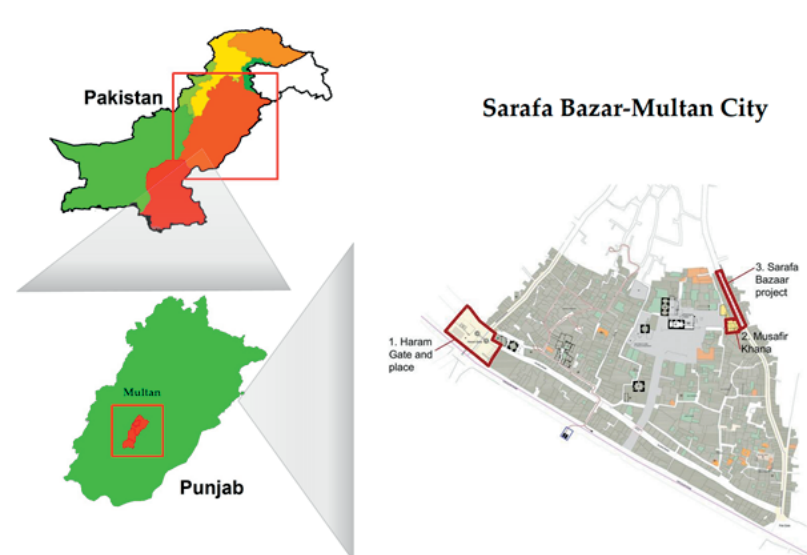 Pakistan
Sarafa Bazar-Multan City
Multan
Punjab
1. Haram
Gate and
place
3. Sarafa
Bazaar
project
2. Musafir
Khana